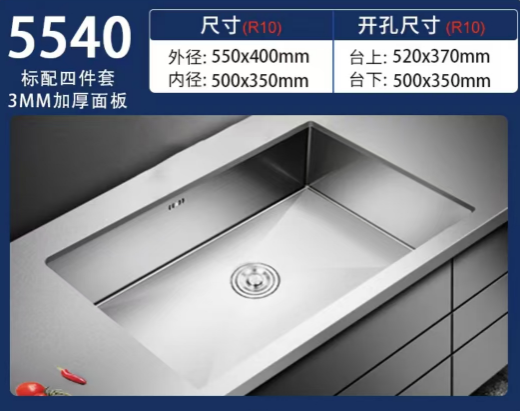 5540
标配四件套
3MM加厚面板
尺寸(R10)
外径: 550x400mm
内径: 500x350mm
开孔尺寸(R10)
台上: 520x370mm
台下: 500x350mm